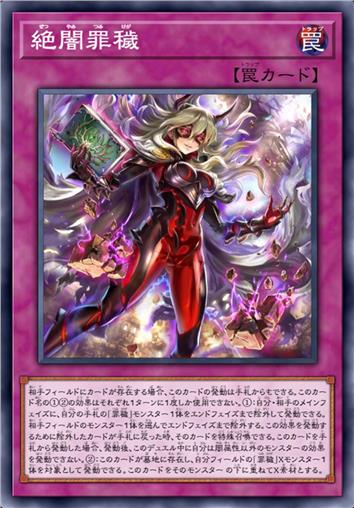 絶闇罪穢
罠
【罠カード】
相手フィールドにカードが存在する場合、このカードの発動は手札からもできる。このカード名の①②の効果はそれぞれ1ターンに1度しか使用できない。①：自分・相手のメインフェイズに、自分の手札の「罪穢」モンスター1体をエンドフェイズまで除外して発動できる。相手フィールドのモンスター1体を選んでエンドフェイズまで除外する。この効果を発動するために除外したカードが手札に戻った時、そのカードを特殊召喚できる。このカードを手札から発動した場合、発動後、このデュエル中に自分は闇属性以外のモンスターの効果を発動できない。②：このカードが墓地に存在し、自分フィールドの「罪穢」Xモンスター1体を対象として発動できる。このカードをそのモンスターの下に重ねてX素材とする。